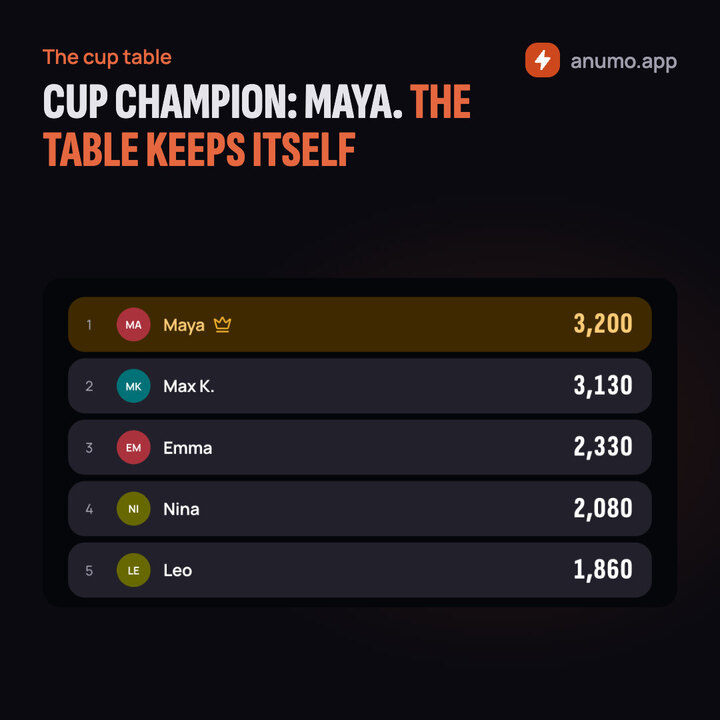 The cup table
anumo.app
CUP CHAMPION: MAYA. THE
TABLE KEEPS ITSELF
1 MA Maya 3,200
2 MK Max K. 3,130
3 EM Emma 2,330
4 NI Nina 2,080
5 LE Leo 1,860